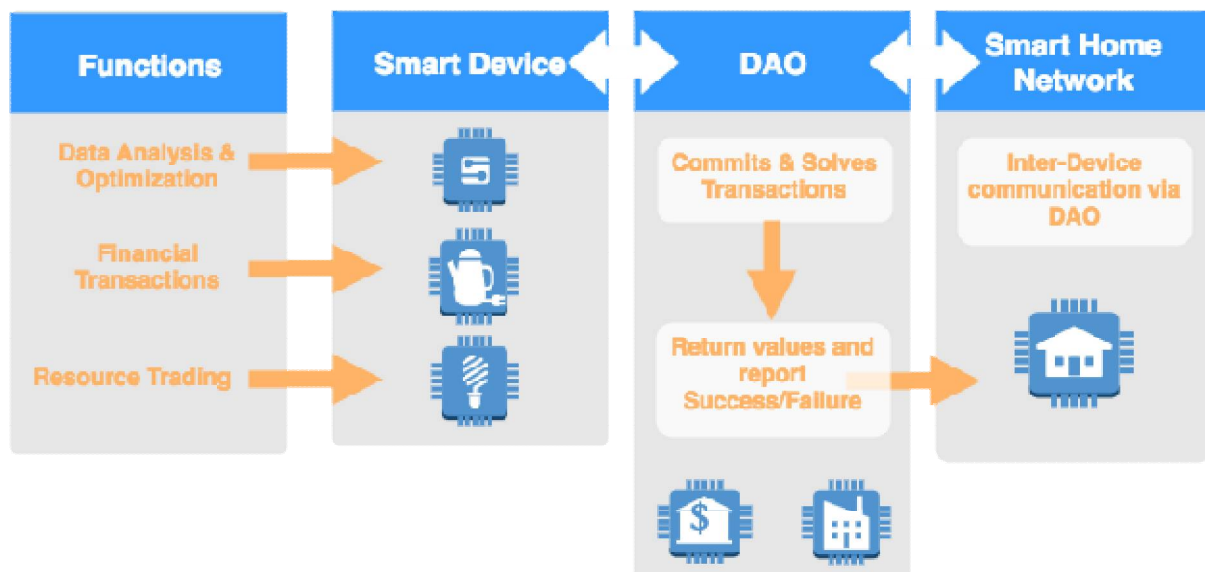 Functions
Data Analysis &
Optimization
Financial
Transactions
Resource Trading
Smart Device
DAO
Commits & Solves
Transactions
Return values and
report
Success/Failure
$
Smart Home
Network
Inter-Device
communication via
DAO